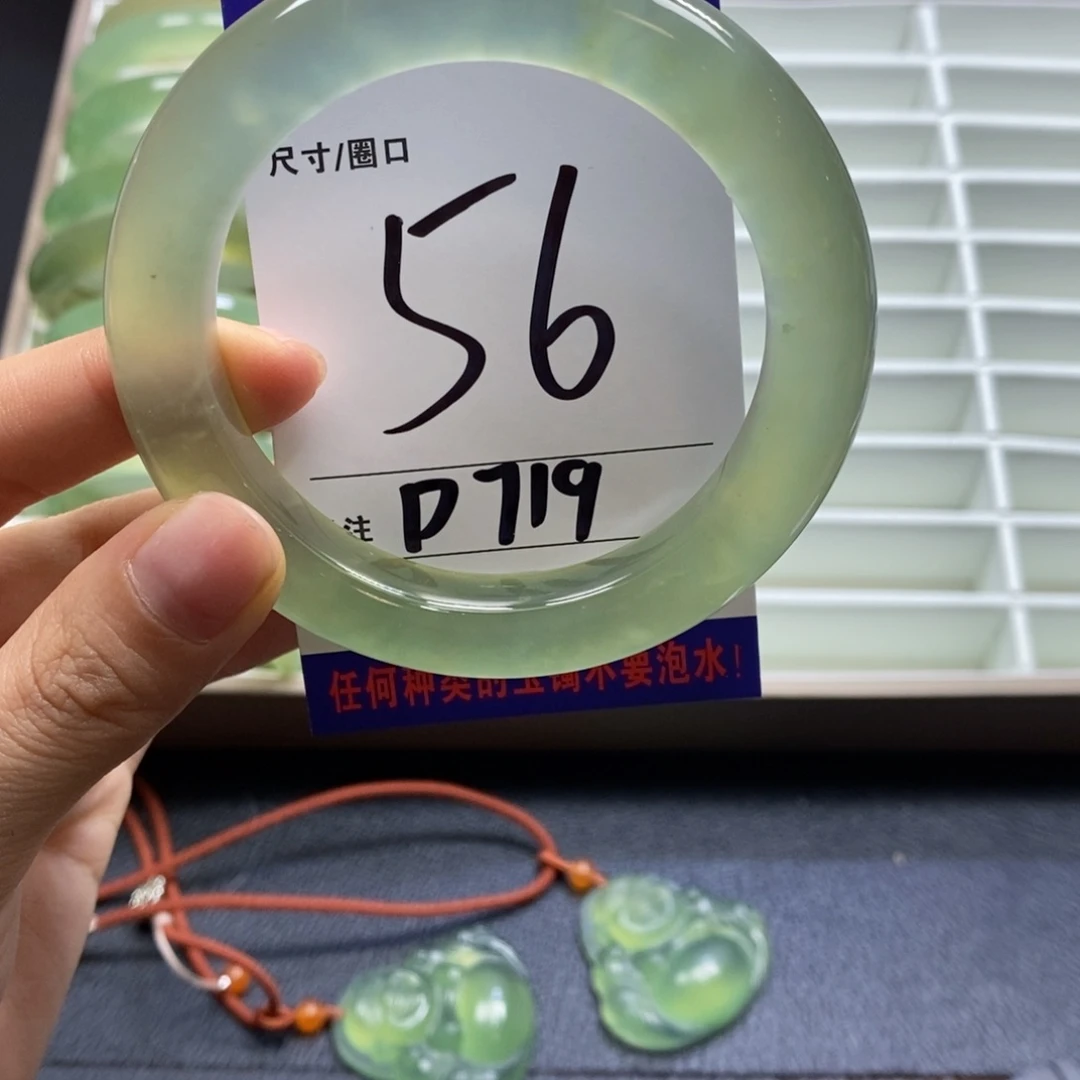 尺寸/圈口
56
注 D719
任何种类的玉镯不要泡水!